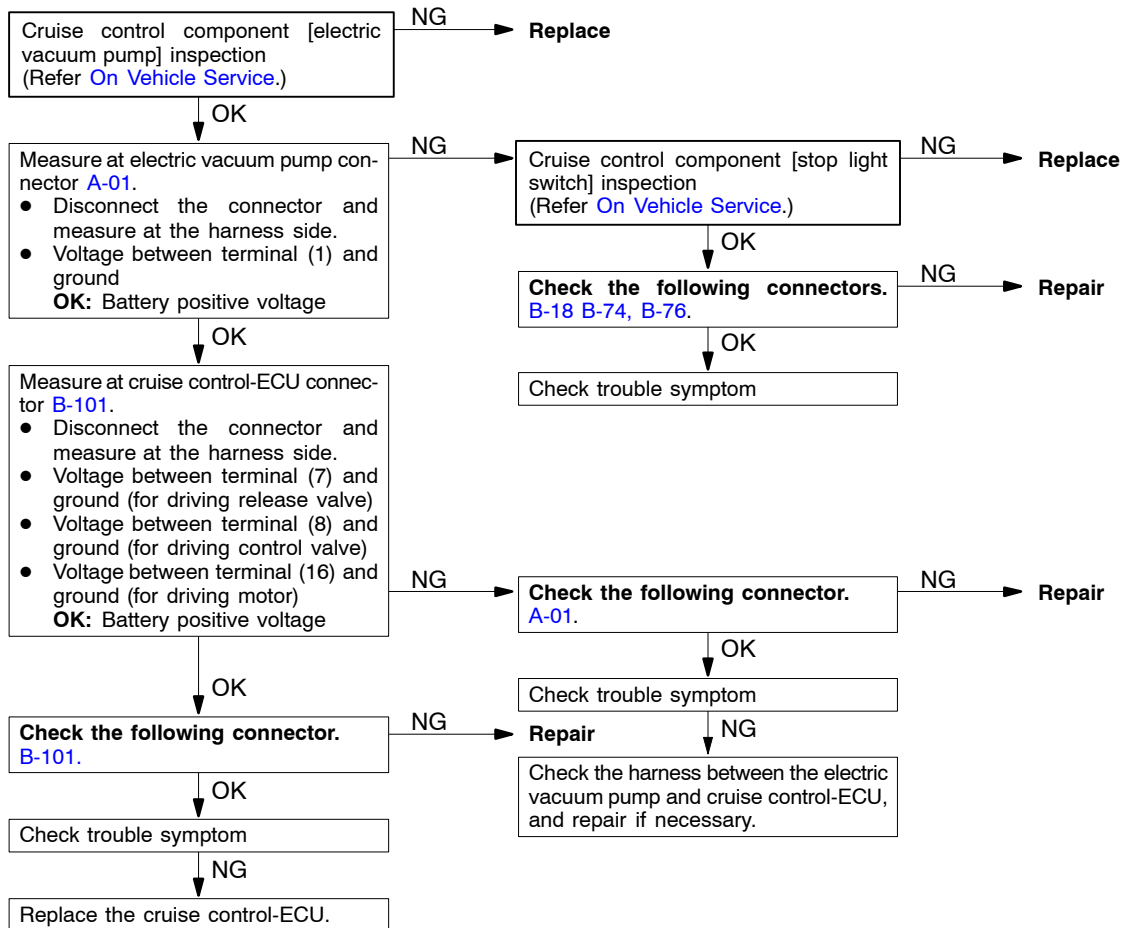 Cruise control component [electric
vacuum pump] inspection
(Refer On Vehicle Service.)
NG
Replace
OK
Measure at electric vacuum pump con-
nector A-01.
● Disconnect the connector and
measure at the harness side.
● Voltage between terminal (1) and
ground
OK: Battery positive voltage
NG
Cruise control component [stop light
switch] inspection
(Refer On Vehicle Service.)
NG
Replace
OK
Check the following connectors.
B-18 B-74, B-76.
NG
Repair
OK
Check trouble symptom
OK
Measure at cruise control-ECU connec-
tor B-101.
● Disconnect the connector and
measure at the harness side.
● Voltage between terminal (7) and
ground (for driving release valve)
● Voltage between terminal (8) and
ground (for driving control valve)
● Voltage between terminal (16) and
ground (for driving motor)
OK: Battery positive voltage
NG
Check the following connector.
A-01.
NG
Repair
OK
Check trouble symptom
NG
Check the harness between the electric
vacuum pump and cruise control-ECU,
and repair if necessary.
OK
Check the following connector.
B-101.
NG
Repair
OK
Check trouble symptom
NG
Replace the cruise control-ECU.